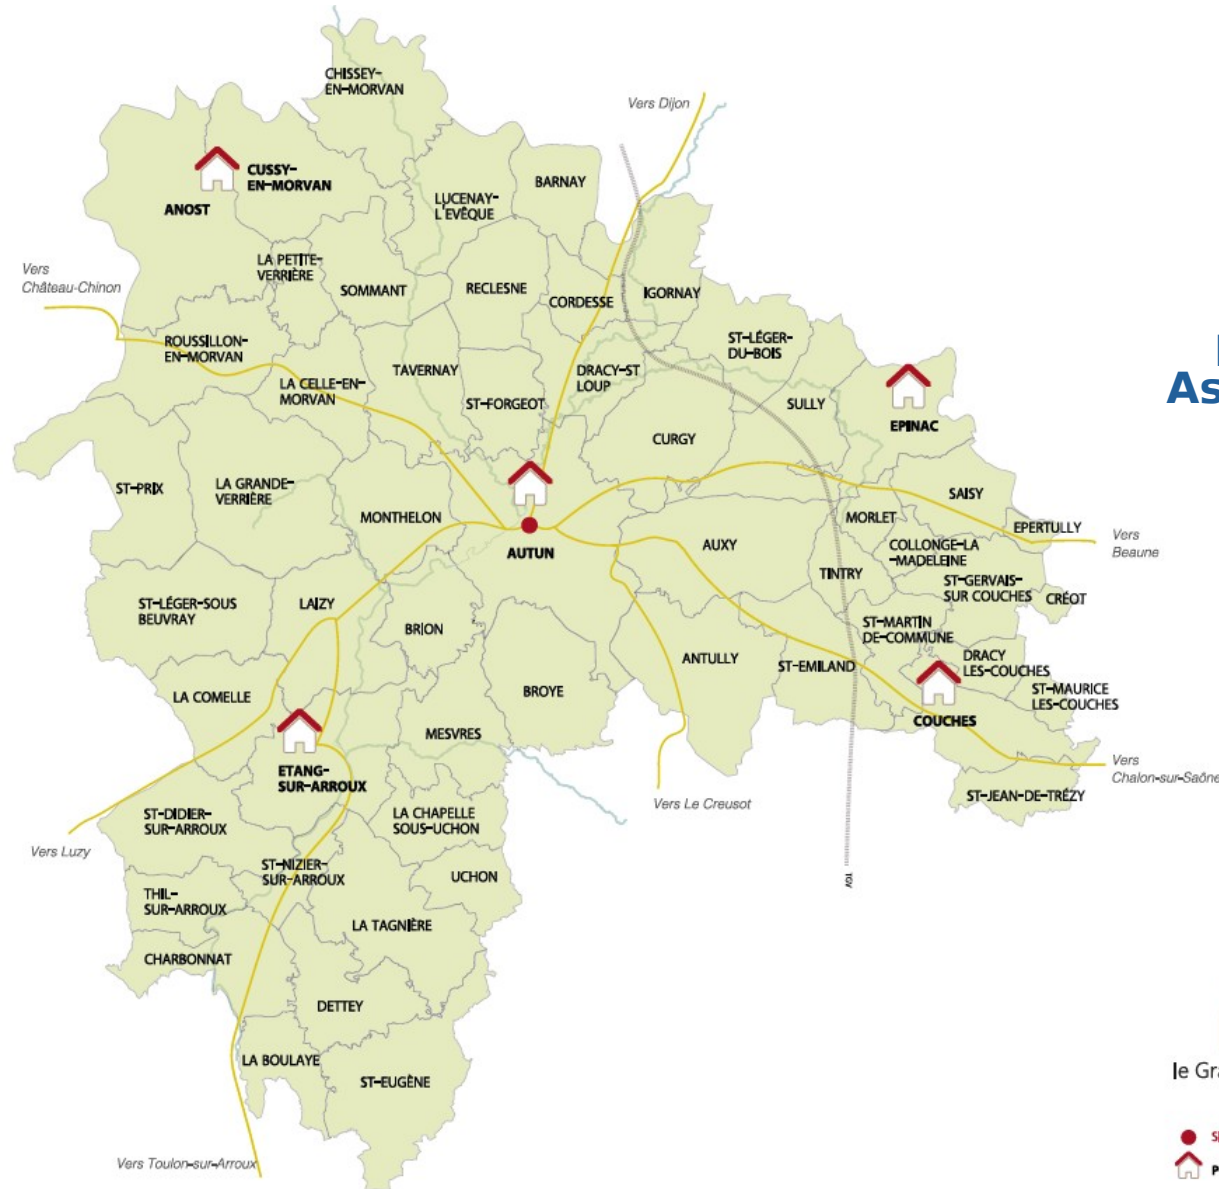 CHISSEY-
EN-MORVAN
Vers Dijon
CUSSY-
EN-MORVAN
BARNAY
ANOST
LUCENAY-
L'EVÊQUE
Vers
Château-Chinon
LA PETITE-
VERRIÈRE
SOMMANT
RECLESNE
CORDESSE
IGORNAY
ROUSSILLON-
EN-MORVAN
ST-LÉGER-
DU-BOIS
TAVERNAY
DRACY-ST
LOUP
LA CELLE-EN-
MORVAN
ST-FORGEOT
SULLY
EPINAC
CURGY
ST-PRIX
LA GRANDE-
VERRIÈRE
MONTHELON
SAISY
MORLET
EPERTULLY
AUTUN
AUXY
COLLONGE-LA
-MADELEINE
Vers
Beaune
TINTRY
ST-GERVAIS-
SUR COUCHES
CRÉOT
ST-LÉGER-SOUS
BEUVRAY
LAIZY
BRION
ST-MARTIN
DE-COMMUNE
ANTULLY
ST-EMILAND
DRACY
LES-COUCHES
LA COMELLE
BROYE
ST-MAURICE
LES-COUCHES
COUCHES
MESVRES
ETANG-
SUR-ARROUX
Vers
Chalon-sur-Saône
ST-JEAN-DE-TRÉZY
Vers Le Creusot
ST-DIDIER-
SUR-ARROUX
LA CHAPELLE
SOUS-UCHON
Vers Luzy
ST-NIZIER-
SUR-ARROUX
UCHON
TGV
THIL-
SUR-ARROUX
LA TAGNIÈRE
CHARBONNAT
DETTEY
LA BOULAYE
ST-EUGÈNE
Vers Toulon-sur-Arroux
As
le Gra